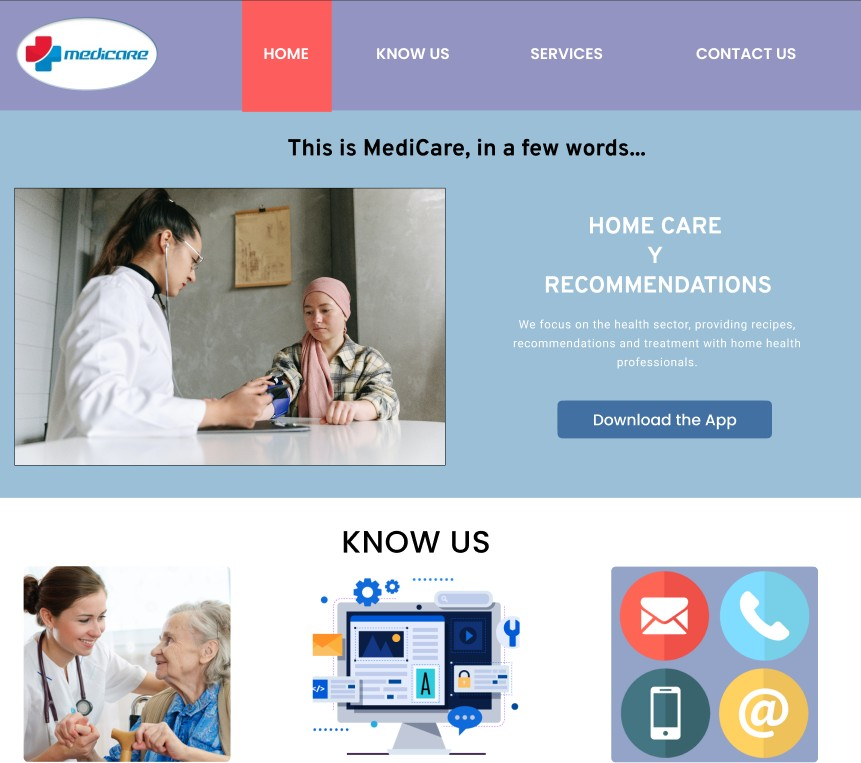 medicare
HOME
KNOW US
SERVICES
CONTACT US
This is MediCare, in a few words...
HOME CARE
Y
RECOMMENDATIONS
We focus on the health sector, providing recipes,
recommendations and treatment with home health
professionals.
Download the App
KNOW US
</>
A
@